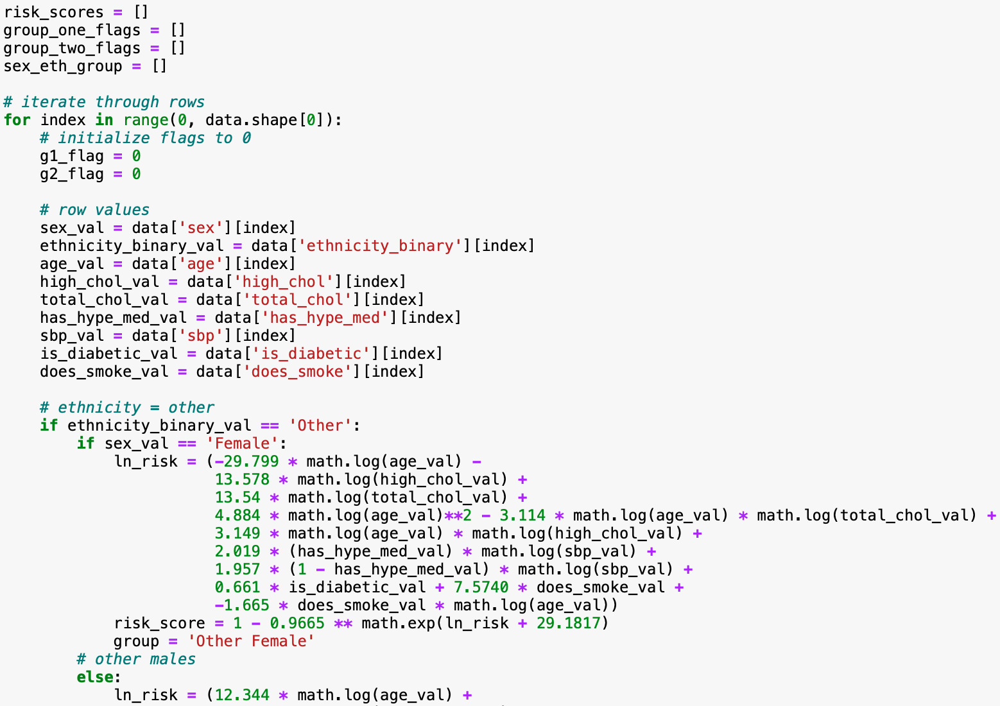 risk_scores = []
group_one_flags = []
group_two_flags = []
sex_eth_group = []

# iterate through rows
for index in range(0, data.shape[0]):
    # initialize flags to 0
    g1_flag = 0
    g2_flag = 0

    # row values
    sex_val = data['sex'][index]
    ethnicity_binary_val = data['ethnicity_binary'][index]
    age_val = data['age'][index]
    high_chol_val = data['high_chol'][index]
    total_chol_val = data['total_chol'][index]
    has_hype_med_val = data['has_hype_med'][index]
    sbp_val = data['sbp'][index]
    is_diabetic_val = data['is_diabetic'][index]
    does_smoke_val = data['does_smoke'][index]

    # ethnicity = other
    if ethnicity_binary_val == 'Other':
        if sex_val == 'Female':
            ln_risk = (-29.799 * math.log(age_val) -
                       13.578 * math.log(high_chol_val) +
                       13.54 * math.log(total_chol_val) +
                       4.884 * math.log(age_val)**2 - 3.114 * math.log(age_val) * math.log(total_chol_val) +
                       3.149 * math.log(age_val) * math.log(high_chol_val) +
                       2.019 * (has_hype_med_val) * math.log(sbp_val) +
                       1.957 * (1 - has_hype_med_val) * math.log(sbp_val) +
                       0.661 * is_diabetic_val + 7.5740 * does_smoke_val +
                       -1.665 * does_smoke_val * math.log(age_val))
            risk_score = 1 - 0.9665 ** math.exp(ln_risk + 29.1817)
            group = 'Other Female'
        # other males
        else:
            ln_risk = (12.344 * math.log(age_val) +